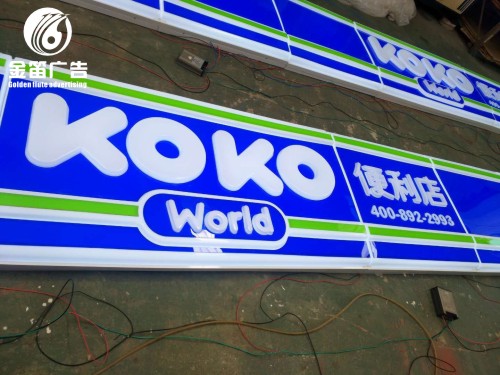 金笛广告
Golden flute advertising
KOKO
World
KOKO
World
便利店
400-892-2993